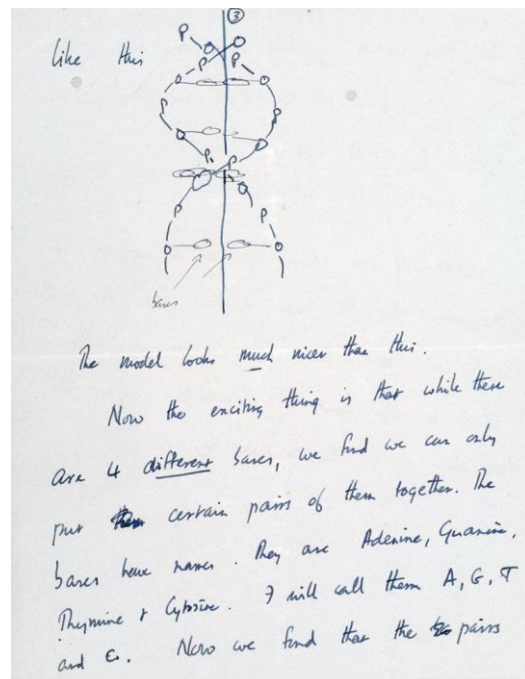 ③
like this
P
P
P
P
P
P
P
P
P
bases
The model looks much nicer than this.
Now the exciting thing is that while there
are 4 different bases, we find we can only
put certain pairs of them together. The
bases have names. They are Adenine, Guanine,
Thymine & Cytosine. I will call them A, G, T
and C. Now we find that the pairs